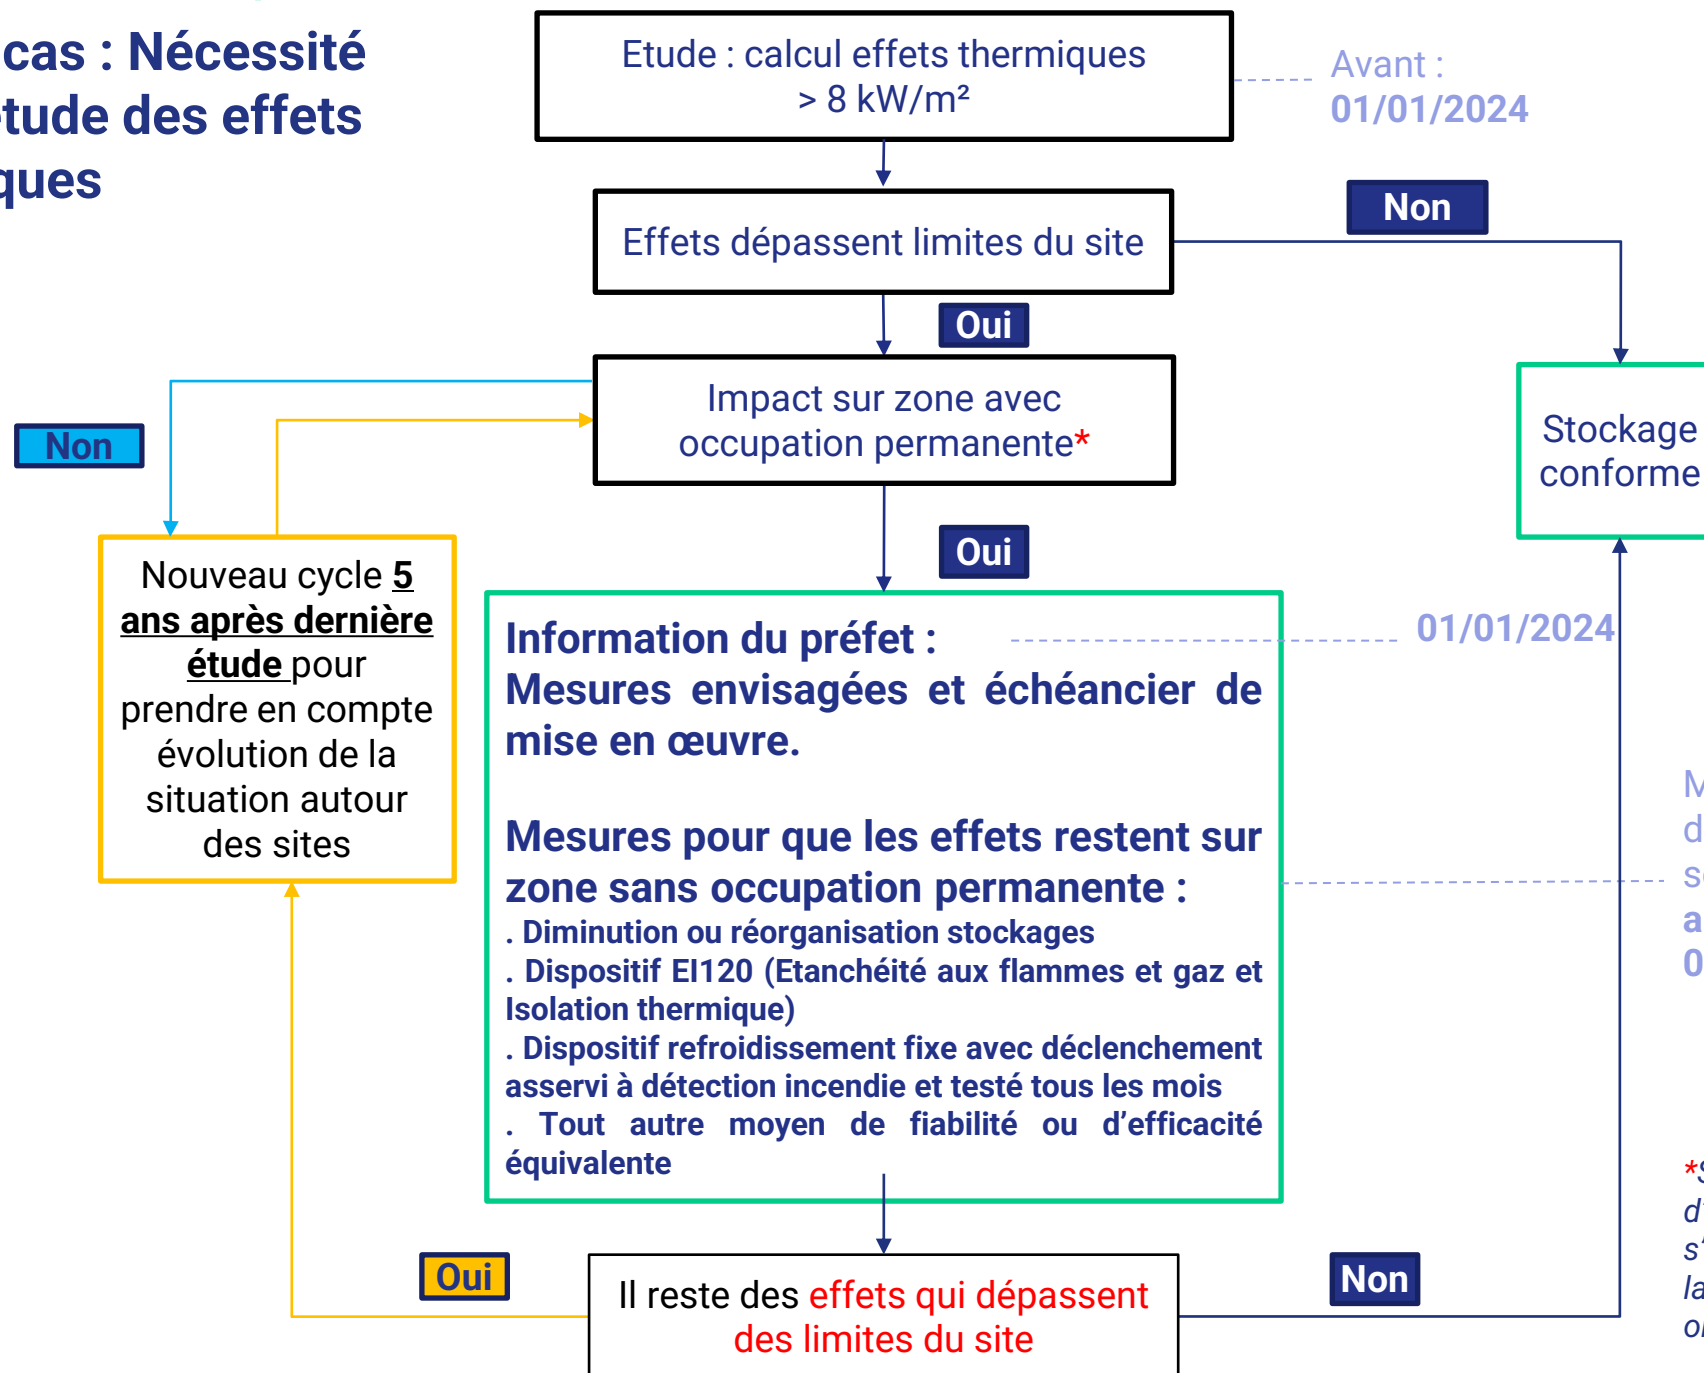 cas : Nécessité
étude des effets
ques
Etude : calcul effets thermiques
> 8 kW/m²
Avant :
01/01/2024
Effets dépassent limites du site
Non
Oui
Impact sur zone avec
occupation permanente*
Non
Stockage
conforme
Oui
Nouveau cycle 5
ans après dernière
étude pour
prendre en compte
évolution de la
situation autour
des sites
Information du préfet :
Mesures envisagées et échéancier de
mise en œuvre.
01/01/2024
Mesures pour que les effets restent sur
zone sans occupation permanente :
. Diminution ou réorganisation stockages
. Dispositif EI120 (Etanchéité aux flammes et gaz et
Isolation thermique)
. Dispositif refroidissement fixe avec déclenchement
asservi à détection incendie et testé tous les mois
. Tout autre moyen de fiabilité ou d’efficacité
équivalente
Oui
Il reste des effets qui dépassent
des limites du site
Non
la